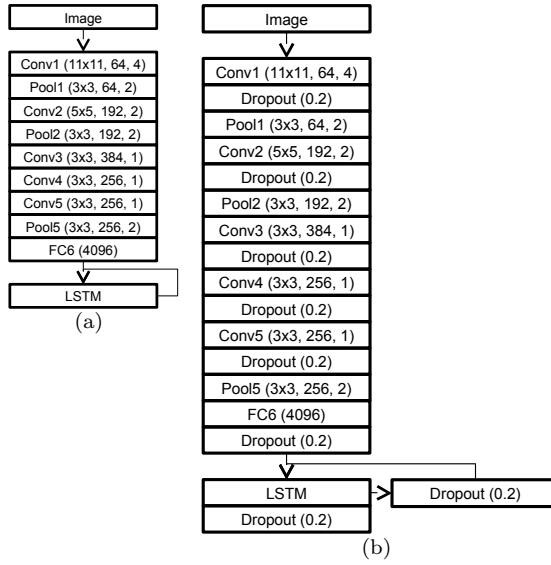 Image
Conv1 (11x11, 64, 4)
Pool1 (3x3, 64, 2)
Conv2 (5x5, 192, 2)
Pool2 (3x3, 192, 2)
Conv3 (3x3, 384, 1)
Conv4 (3x3, 256, 1)
Conv5 (3x3, 256, 1)
Pool5 (3x3, 256, 2)
FC6 (4096)
LSTM
(a)
Image
Conv1 (11x11, 64, 4)
Dropout (0.2)
Pool1 (3x3, 64, 2)
Conv2 (5x5, 192, 2)
Dropout (0.2)
Pool2 (3x3, 192, 2)
Conv3 (3x3, 384, 1)
Dropout (0.2)
Conv4 (3x3, 256, 1)
Dropout (0.2)
Conv5 (3x3, 256, 1)
Dropout (0.2)
Pool5 (3x3, 256, 2)
FC6 (4096)
Dropout (0.2)
LSTM
Dropout (0.2)
Dropout (0.2)
(b)